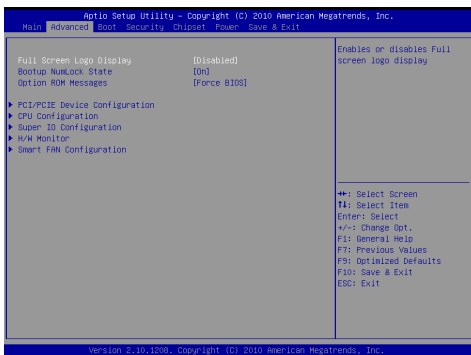 Aptio Setup Utility – Copyright (C) 2010 American Megatrends, Inc.
Main Advanced Boot Security Chipset Power Save & Exit
Full Screen Logo Display [Disabled]
Bootup NumLock State [On]
Option ROM Messages [Force BIOS]
PCI/PCIE Device Configuration
CPU Configuration
Super IO Configuration
H/W Monitor
Smart FAN Configuration
Enables or disables Full
screen logo display
→←: Select Screen
↑↓: Select Item
Enter: Select
+/-: Change Opt.
F1: General Help
F7: Previous Values
F9: Optimized Defaults
F10: Save & Exit
ESC: Exit
Version 2.10.1208. Copyright (C) 2010 American Megatrends, Inc.